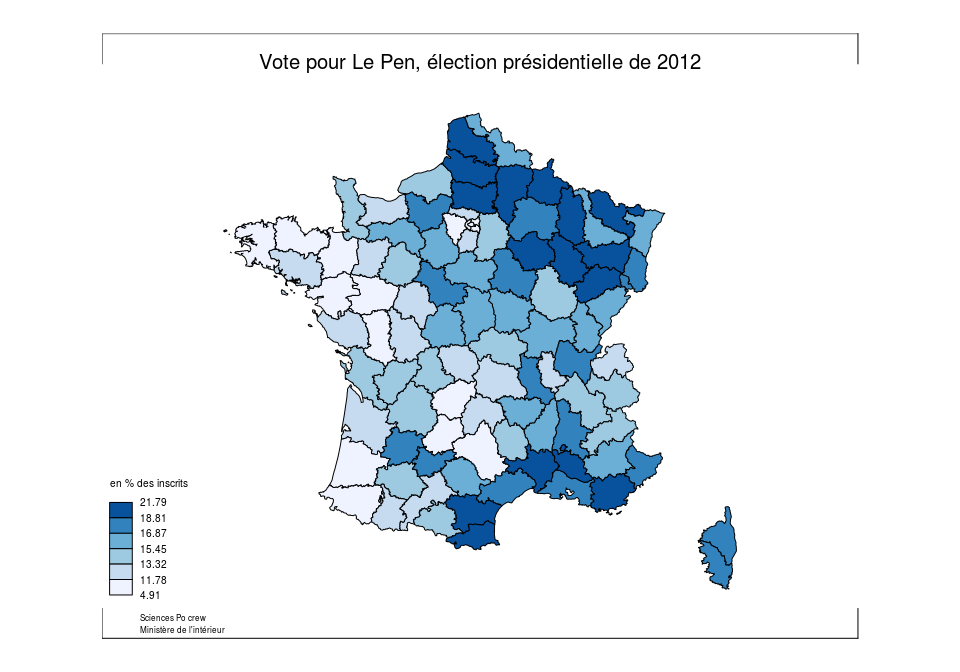 Vote pour Le Pen, élection présidentielle de 2012
en % des inscrits
21.79
18.81
16.87
15.45
13.32
11.78
4.91
Sciences Po crew
Ministère de l'intérieur